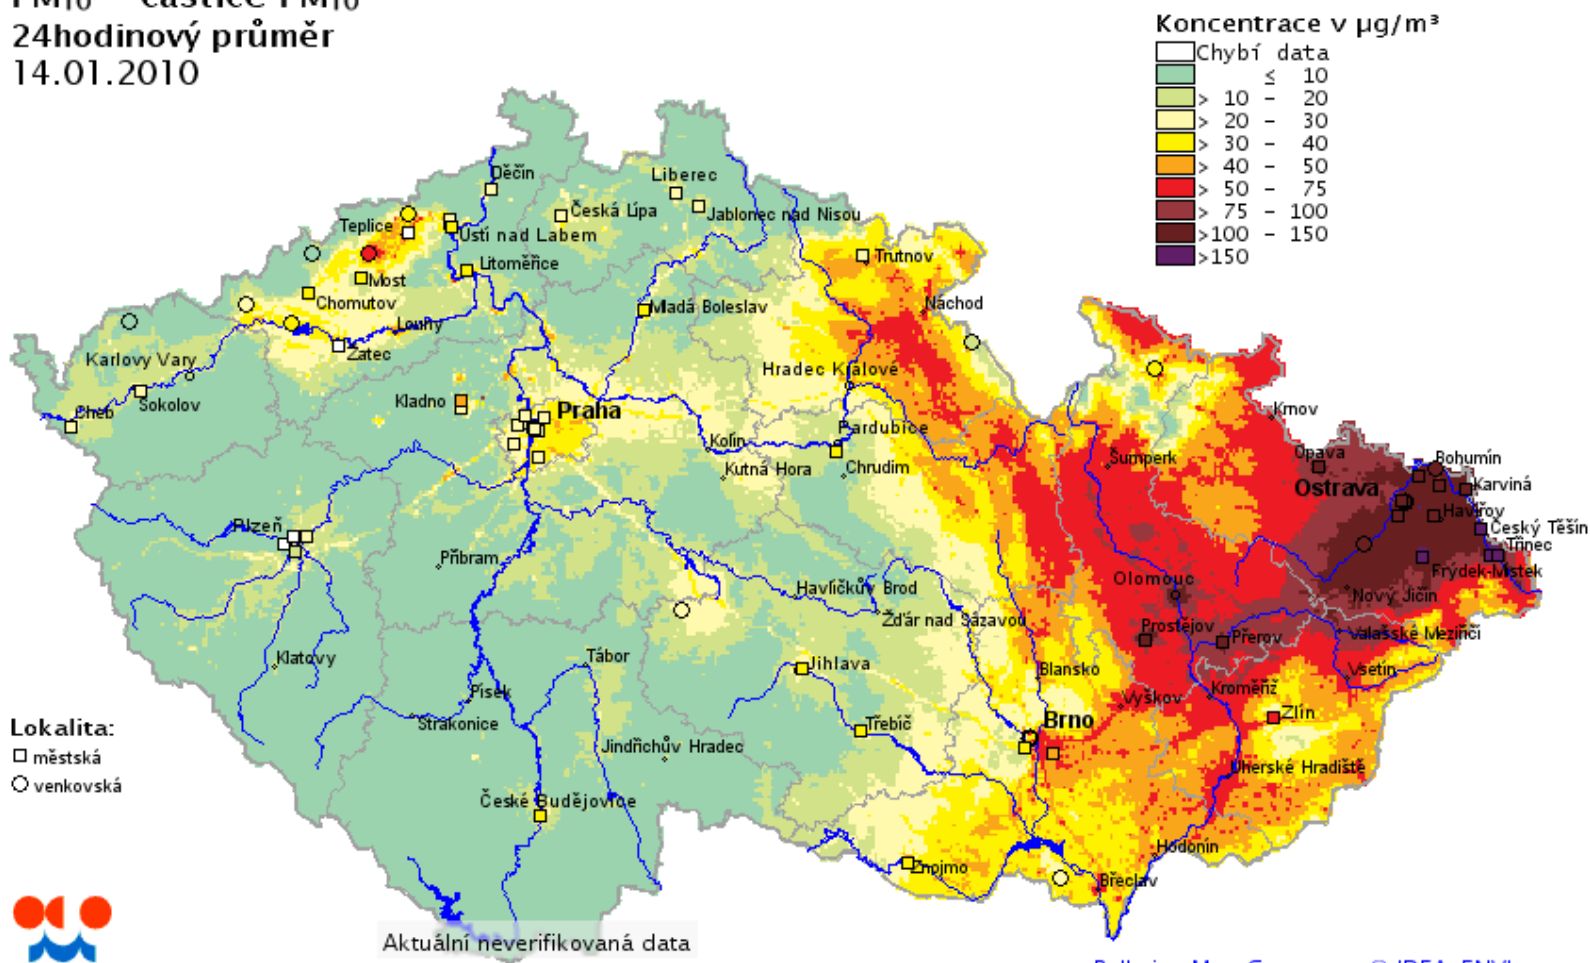 24hodinový průměr
14.01.2010
Koncentrace v µg/m³
Chybí data
≤ 10
> 10 - 20
> 20 - 30
> 30 - 40
> 40 - 50
> 50 - 75
> 75 - 100
>100 - 150
>150
Děčín
Liberec
Česká Lípa
Jablonec nad Nisou
Teplice
Ústí nad Labem
Litoměřice
Trutnov
Most
Chomutov
Mladá Boleslav
Náchod
Louny
Žatec
Karlovy Vary
Hradec Králové
Sokolov
Kladno
Praha
Cheb
Krnov
Pardubice
Kolín
Kutná Hora
Chrudim
Šumperk
Opava
Bohumín
Ostrava
Karviná
Havířov
Český Těšín
Třinec
Plzeň
Příbram
Frýdek-Místek
Olomouc
Havlíčkův Brod
Nový Jičín
Žďár nad Sázavou
Prostějov
Přerov
Valašské Meziříčí
Klatovy
Tábor
Jihlava
Blansko
Vsetín
Písek
Vyškov
Kroměříž
Strakonice
Zlín
Třebíč
Brno
Jindřichův Hradec
Uherské Hradiště
České Budějovice
Hodonín
Znojmo
Břeclav
Lokalita:
městská
venkovská
Aktuální neverifikovaná data